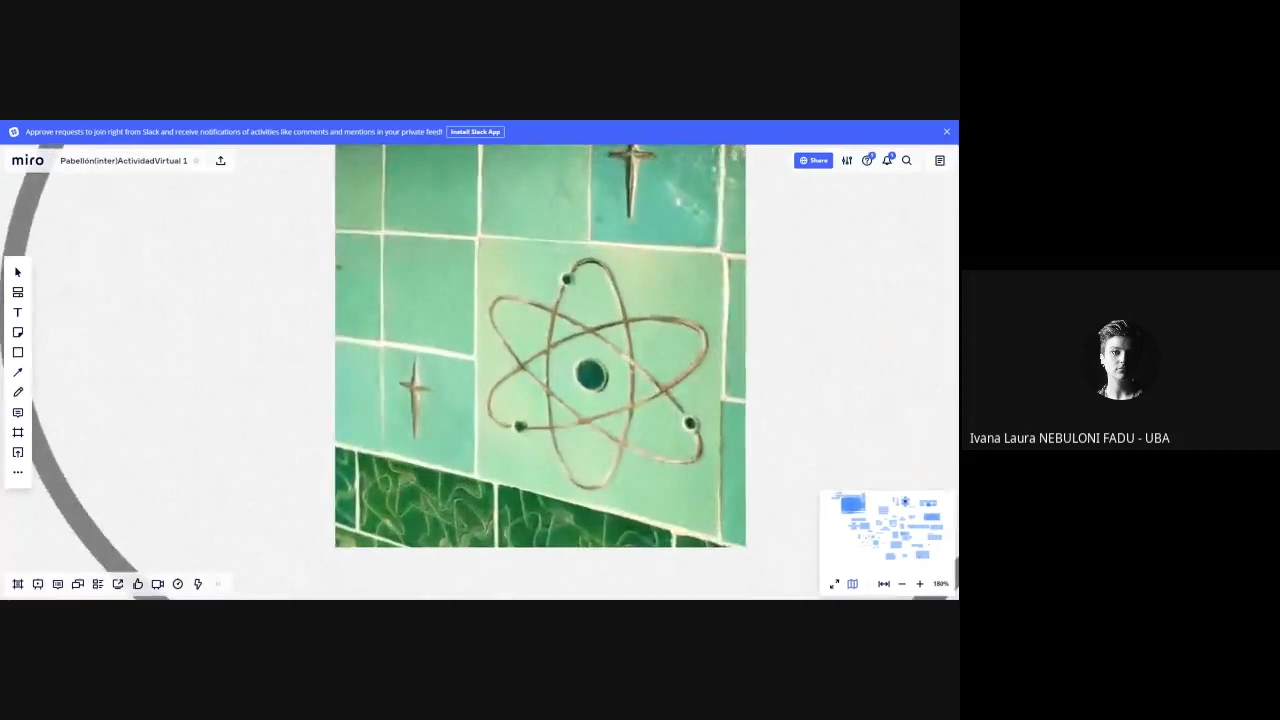 Approve requests to join right from Slack and receive notifications of activities like comments and mentions in your private feed! Install Slack App
miro Pabellón(inter)ActividadVirtual 1
Share
Ivana Laura NEBULONI FADU - UBA
180%